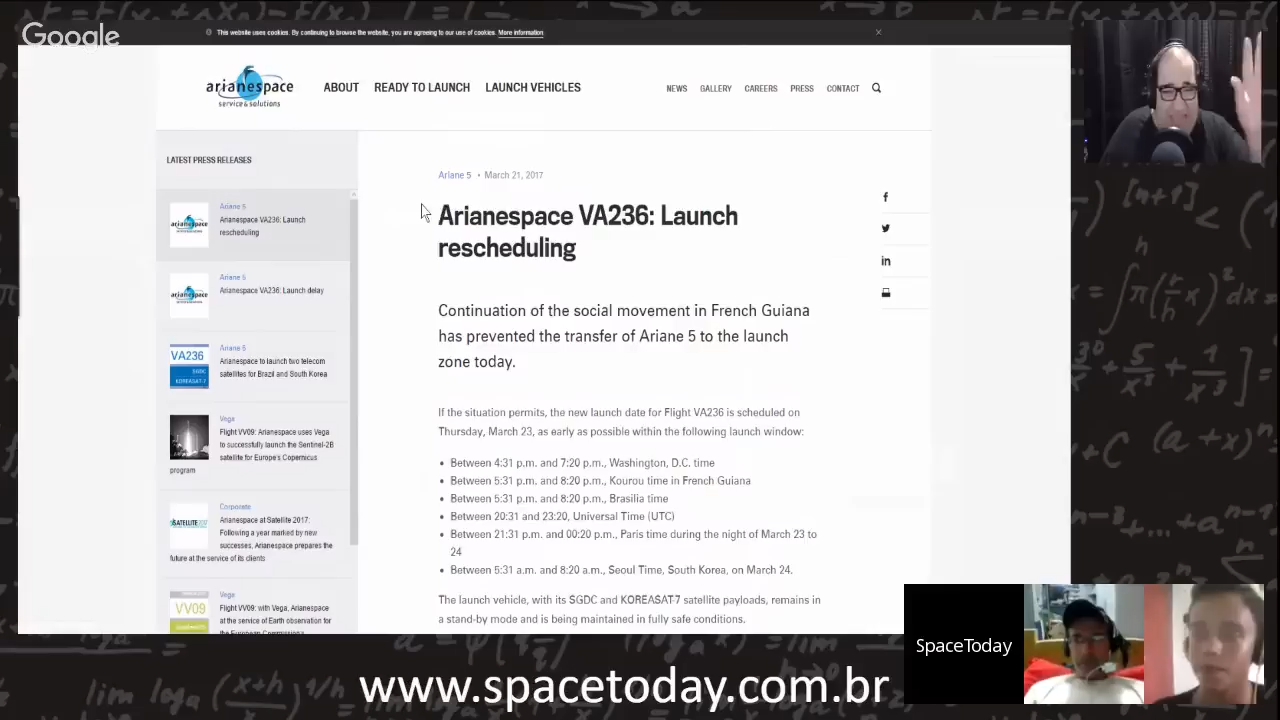 Google
This website uses cookies. By continuing to browse the website, you are agreeing to our use of cookies. More information
arianespace
service & solutions
ABOUT
READY TO LAUNCH
LAUNCH VEHICLES
NEWS
GALLERY
CAREERS
PRESS
CONTACT
LATEST PRESS RELEASES
Ariane 5
Arianespace VA236: Launch
rescheduling
arianespace
Ariane 5
Arianespace VA236: Launch delay
arianespace
Ariane 5
Arianespace to launch two telecom
satellites for Brazil and South Korea
VA236
SGDC
KOREASAT-7
Vega
Flight VV09: Arianespace uses Vega
to successfully launch the Sentinel-2B
satellite for Europe's Copernicus
program
Corporate
Arianespace at Satellite 2017:
Following a year marked by new
successes, Arianespace prepares the
future at the service of its clients
SATELLITE 2017
Vega
Flight VV09: with Vega, Arianespace
at the service of Earth observation for
the European Commission's
VV09
Ariane 5 • March 21, 2017
Arianespace VA236: Launch
rescheduling
Continuation of the social movement in French Guiana
has prevented the transfer of Ariane 5 to the launch
zone today.
If the situation permits, the new launch date for Flight VA236 is scheduled on
Thursday, March 23, as early as possible within the following launch window:
• Between 4:31 p.m. and 7:20 p.m., Washington, D.C. time
• Between 5:31 p.m. and 8:20 p.m., Kourou time in French Guiana
• Between 5:31 p.m. and 8:20 p.m., Brasilia time
• Between 20:31 and 23:20, Universal Time (UTC)
• Between 21:31 p.m. and 00:20 p.m., Paris time during the night of March 23 to
24
• Between 5:31 a.m. and 8:20 a.m., Seoul Time, South Korea, on March 24.
The launch vehicle, with its SGDC and KOREASAT-7 satellite payloads, remains in
a stand-by mode and is being maintained in fully safe conditions.
SpaceToday
www.spacetoday.com.br